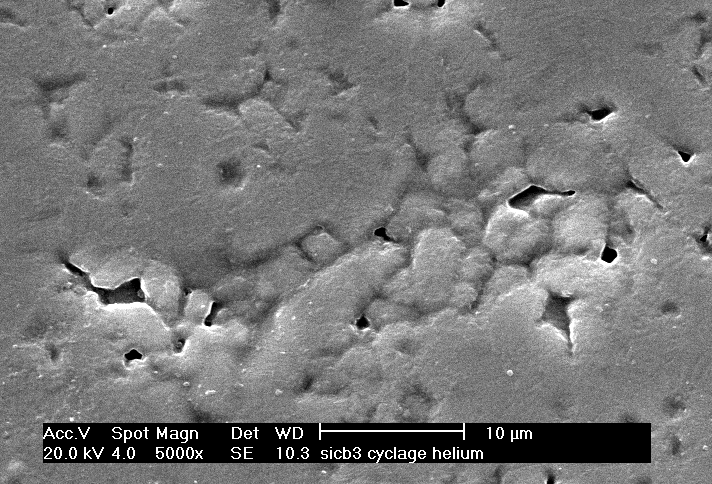 Acc.V Spot Magn Det WD 10 µm
20.0 kV 4.0 5000x SE 10.3 sicb3 cyclage helium